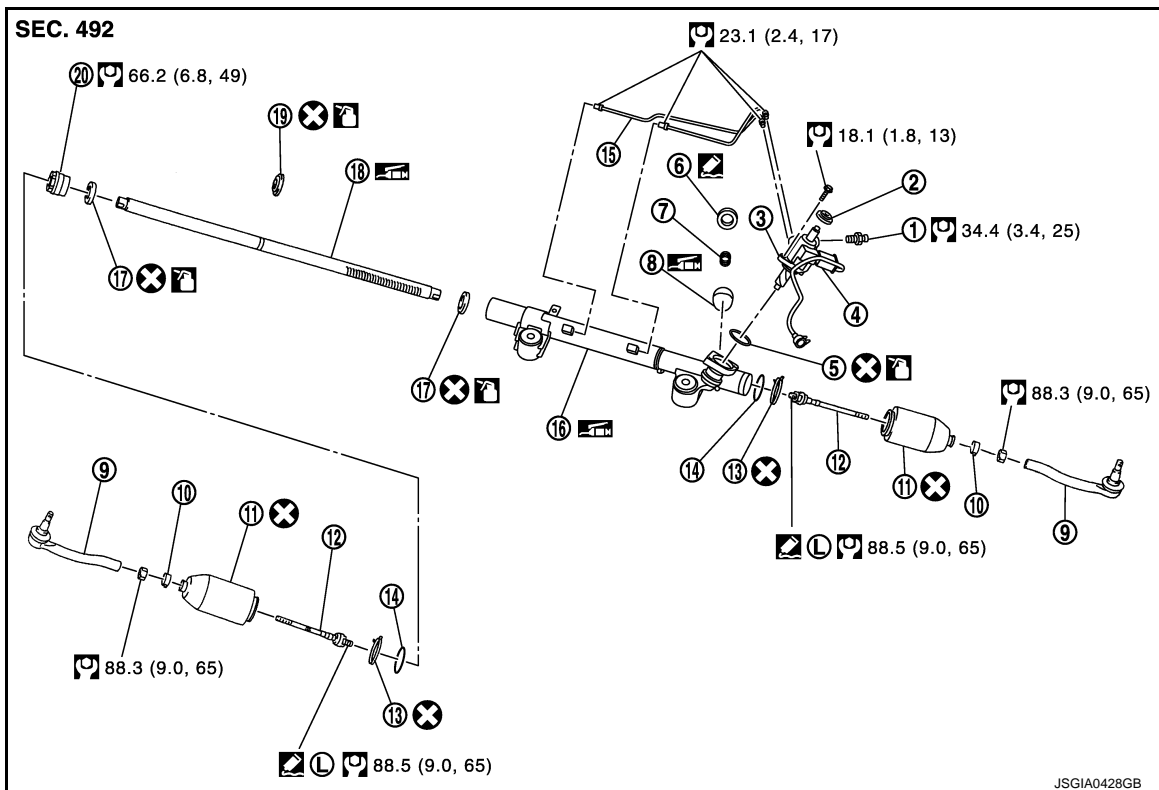 SEC. 492
23.1 (2.4, 17)
20 66.2 (6.8, 49)
19
18.1 (1.8, 13)
15
18
6
2
3
7
1 34.4 (3.4, 25)
8
17
4
5
17
88.3 (9.0, 65)
16
14
13
12
11
10
9
9
10
11
12
L 88.5 (9.0, 65)
14
88.3 (9.0, 65)
13
L 88.5 (9.0, 65)
JSGIA0428GB